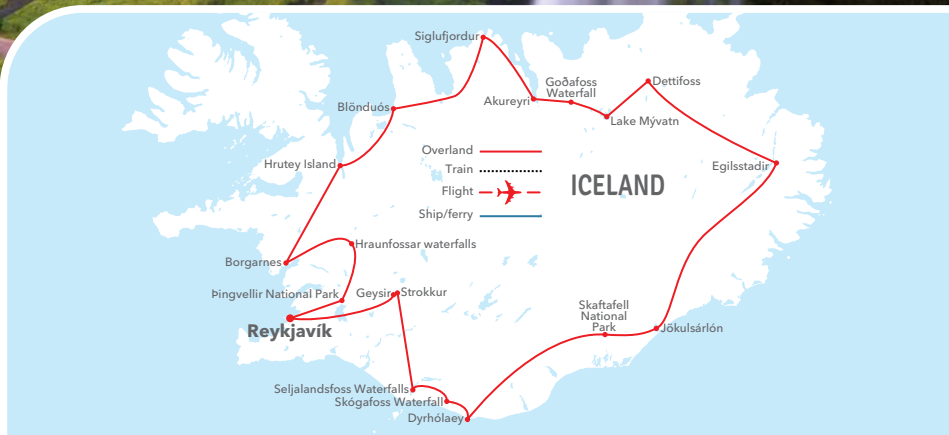 Siglufjordur
Goðafoss
Waterfall
Dettifoss
Akureyri
Blönduós
Lake Mývatn
Overland
Hrutey Island
Train
Egilsstadir
Flight
ICELAND
Ship/ferry
Hraunfossar waterfalls
Borgarnes
Þingvellir National Park
Geysir
Strokkur
Skaftafell
National
Park
Reykjavík
Jökulsárlón
Seljalandsfoss Waterfalls
Skógafoss Waterfall
Dyrhólaey